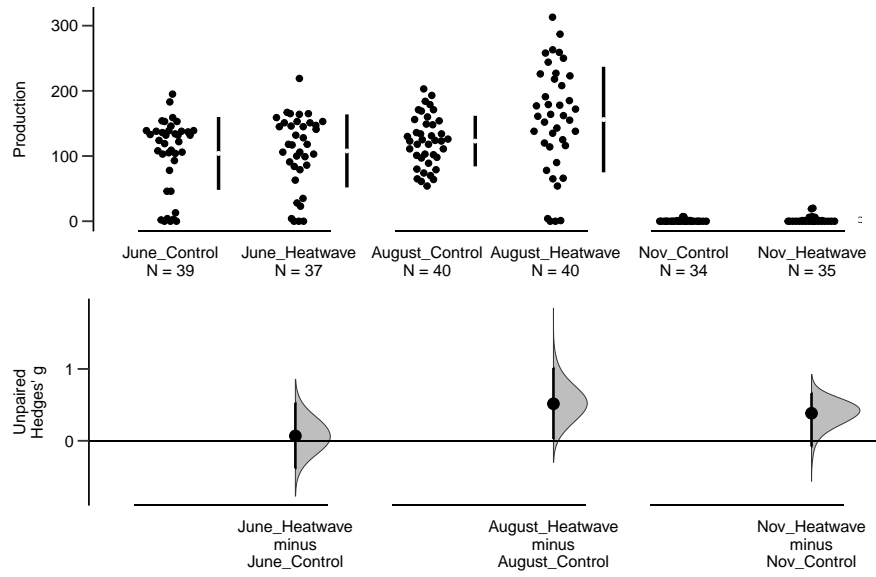 300
200
100
0
Production
June_Control
N = 39
June_Heatwave
N = 37
August_Control
N = 40
August_Heatwave
N = 40
Nov_Control
N = 34
Nov_Heatwave
N = 35
1
0
Unpaired
Hedges' g
June_Heatwave
minus
June_Control
August_Heatwave
minus
August_Control
Nov_Heatwave
minus
Nov_Control